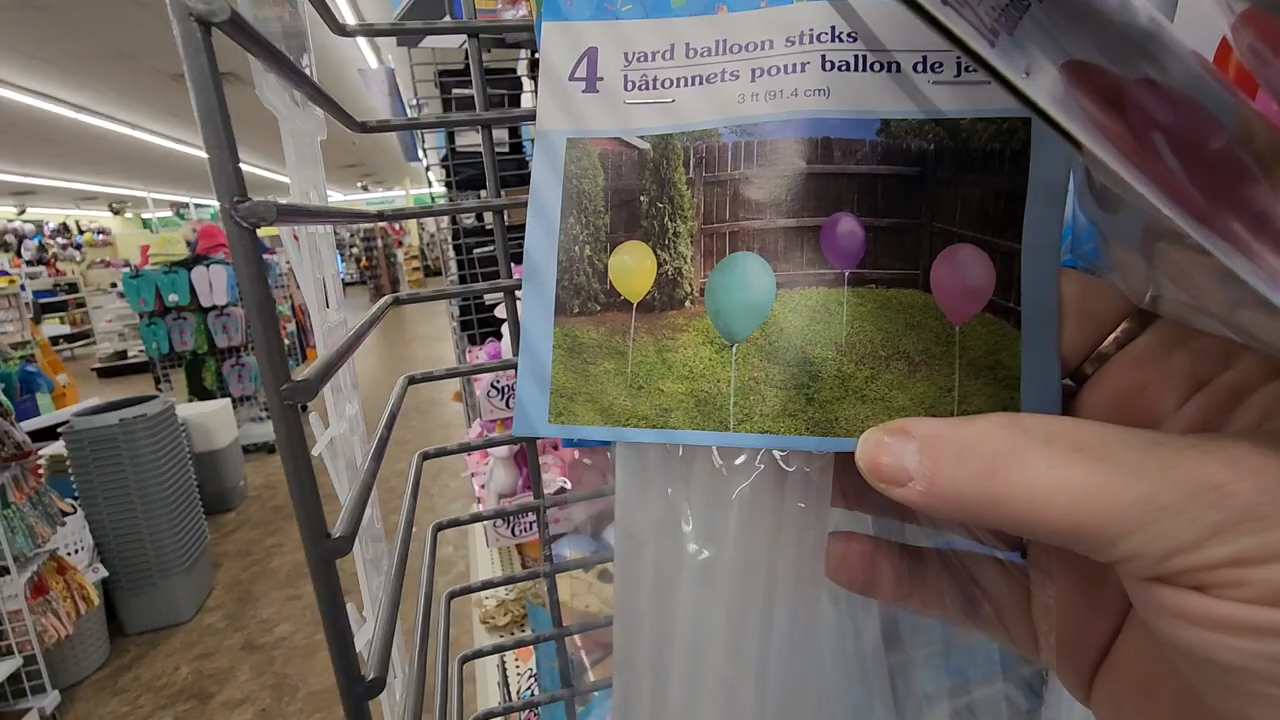 4 yard balloon sticks
bâtonnets pour ballon de ja
3 ft (91.4 cm)